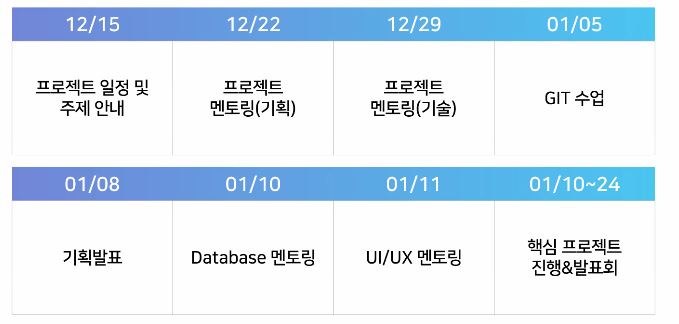 12/15
12/22
12/29
01/05
프로젝트 일정 및
주제 안내
프로젝트
멘토링(기획)
프로젝트
멘토링(기술)
GIT 수업
01/08
01/10
01/11
01/10~24
기획발표
Database 멘토링
UI/UX 멘토링
핵심 프로젝트
진행&발표회